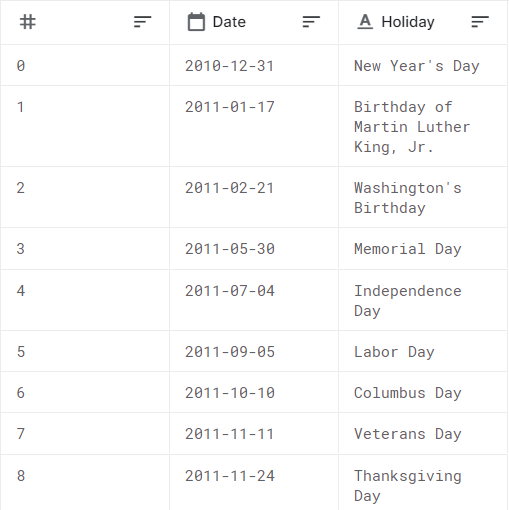 # Date Holiday
0 2010-12-31 New Year's Day
1 2011-01-17 Birthday of
Martin Luther
King, Jr.
2 2011-02-21 Washington's
Birthday
3 2011-05-30 Memorial Day
4 2011-07-04 Independence
Day
5 2011-09-05 Labor Day
6 2011-10-10 Columbus Day
7 2011-11-11 Veterans Day
8 2011-11-24 Thanksgiving
Day